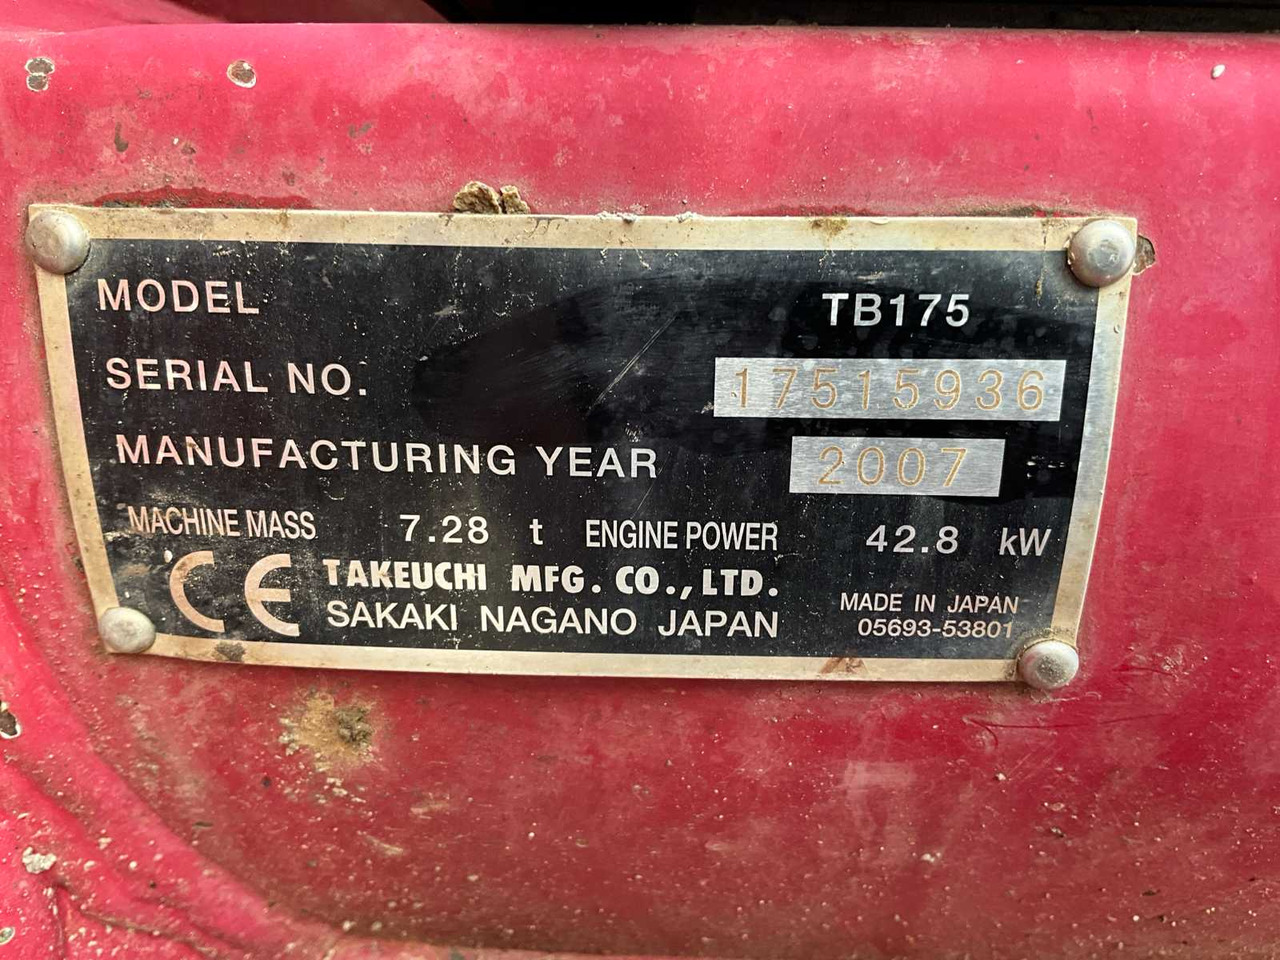 MODEL TB175
SERIAL NO. 17515936
MANUFACTURING YEAR 2007
MACHINE MASS 7.28 t ENGINE POWER 42.8 kW
CE TAKEUCHI MFG. CO., LTD.
SAKAKI NAGANO JAPAN
MADE IN JAPAN
05693-53801